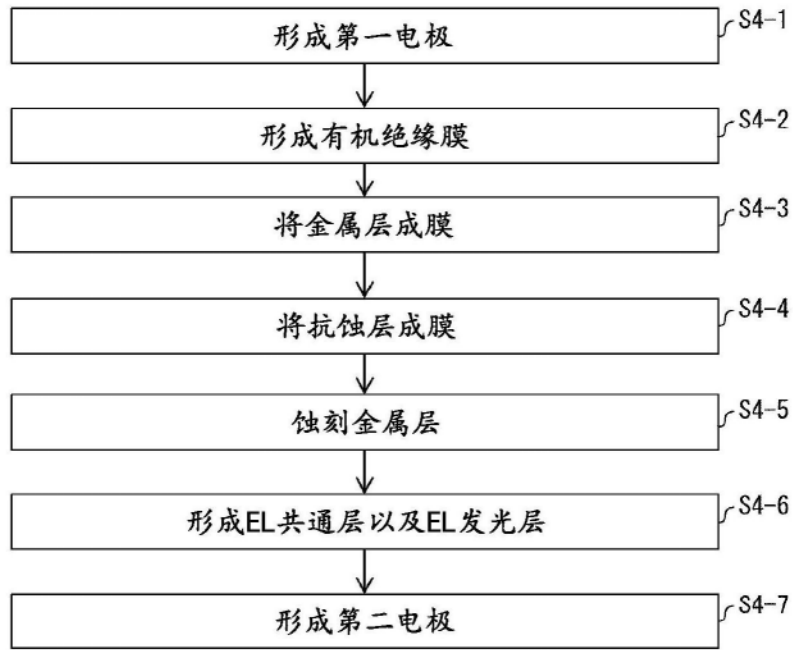 形成第一电极 S4-1
形成有机绝缘膜 S4-2
将金属层成膜 S4-3
将抗蚀层成膜 S4-4
蚀刻金属层 S4-5
形成EL共通层以及EL发光层 S4-6
形成第二电极 S4-7